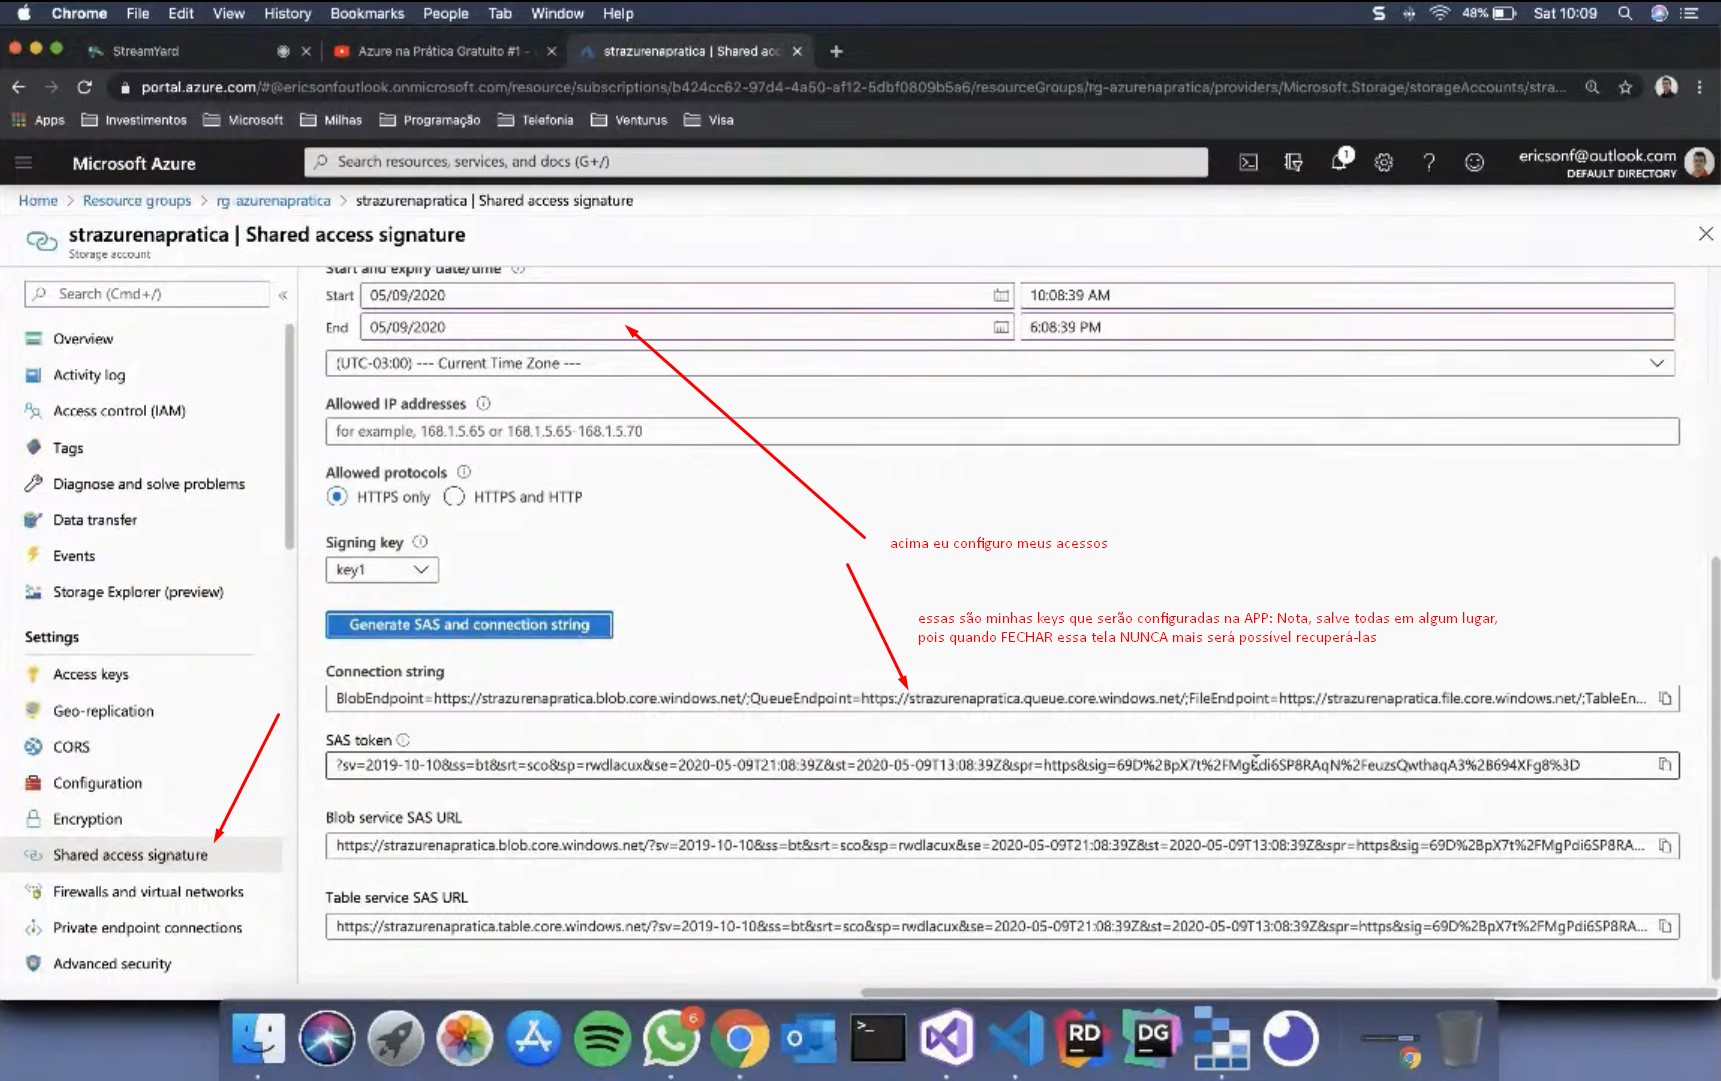 Chrome File Edit View History Bookmarks People Tab Window Help 48% Sat 10:09
StreamYard Azure na Prática Gratuito #1 - strazurenapratica | Shared acc
portal.azure.com/#@ericsonfoutlook.onmicrosoft.com/resource/subscriptions/b424cc62-97d4-4a50-af12-5dbf0809b5a6/resourceGroups/rg-azurenapratica/providers/Microsoft.Storage/storageAccounts/stra...
Apps Investimentos Microsoft Milhas Programação Telefonia Venturus Visa
Microsoft Azure Search resources, services, and docs (G+/) 1 ericsonf@outlook.com
DEFAULT DIRECTORY
Home > Resource groups > rg-azurenapratica > strazurenapratica | Shared access signature
strazurenapratica | Shared access signature
Storage account
Search (Cmd+/)
Overview
Activity log
Access control (IAM)
Tags
Diagnose and solve problems
Data transfer
Events
Storage Explorer (preview)
Settings
Access keys
Geo-replication
CORS
Configuration
Encryption
Shared access signature
Firewalls and virtual networks
Private endpoint connections
Advanced security
Start and expiry date/time
Start 05/09/2020 10:08:39 AM
End 05/09/2020 6:08:39 PM
(UTC-03:00) --- Current Time Zone ---
Allowed IP addresses
for example, 168.1.5.65 or 168.1.5.65-168.1.5.70
Allowed protocols
HTTPS only HTTPS and HTTP
Signing key
key1
acima eu configuro meus acessos
Generate SAS and connection string
essas são minhas keys que serão configuradas na APP: Nota, salve todas em algum lugar,
pois quando FECHAR essa tela NUNCA mais será possível recuperá-las
Connection string
BlobEndpoint=https://strazurenapratica.blob.core.windows.net/;QueueEndpoint=https://strazurenapratica.queue.core.windows.net/;FileEndpoint=https://strazurenapratica.file.core.windows.net/;TableEn...
SAS token
?sv=2019-10-10&ss=bt&srt=sco&sp=rwdlacux&se=2020-05-09T21:08:39Z&st=2020-05-09T13:08:39Z&spr=https&sig=69D%2BpX7t%2FMgPdi6SP8RAqN%2FeuzsQwthaqA3%2B694XFg8%3D
Blob service SAS URL
https://strazurenapratica.blob.core.windows.net/?sv=2019-10-10&ss=bt&srt=sco&sp=rwdlacux&se=2020-05-09T21:08:39Z&st=2020-05-09T13:08:39Z&spr=https&sig=69D%2BpX7t%2FMgPdi6SP8RA...
Table service SAS URL
https://strazurenapratica.table.core.windows.net/?sv=2019-10-10&ss=bt&srt=sco&sp=rwdlacux&se=2020-05-09T21:08:39Z&st=2020-05-09T13:08:39Z&spr=https&sig=69D%2BpX7t%2FMgPdi6SP8RA...
6 RD DG